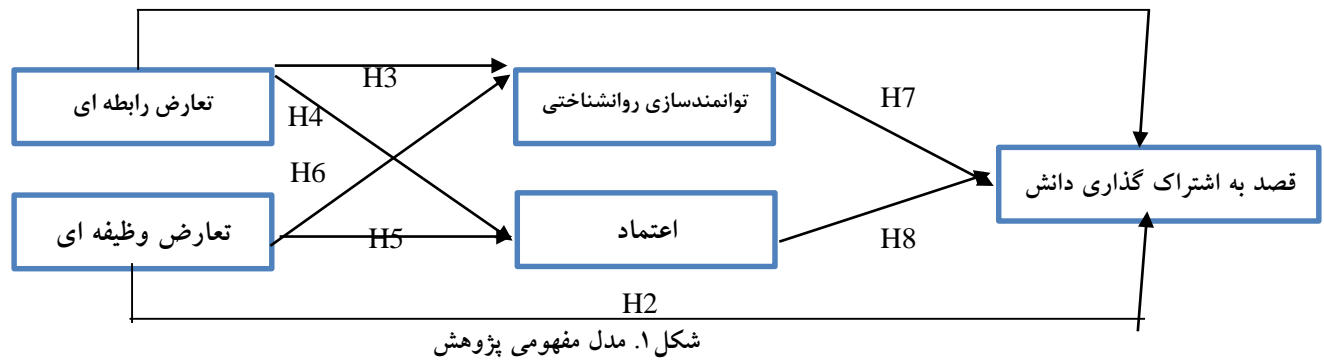 H3
تعارض رابطه ای
توانمندسازی روانشناختی
H7
H4
H6
قصد به اشتراک گذاری دانش
تعارض وظیفه ای
H5
اعتماد
H8
H2
شکل۱. مدل مفهومی پژوهش